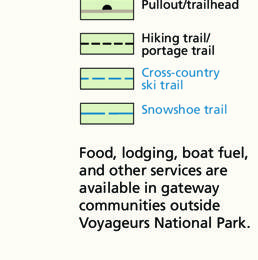 Pullout/trailhead
Hiking trail/
portage trail
Cross-country
ski trail
Snowshoe trail
Food, lodging, boat fuel,
and other services are
available in gateway
communities outside
Voyageurs National Park.